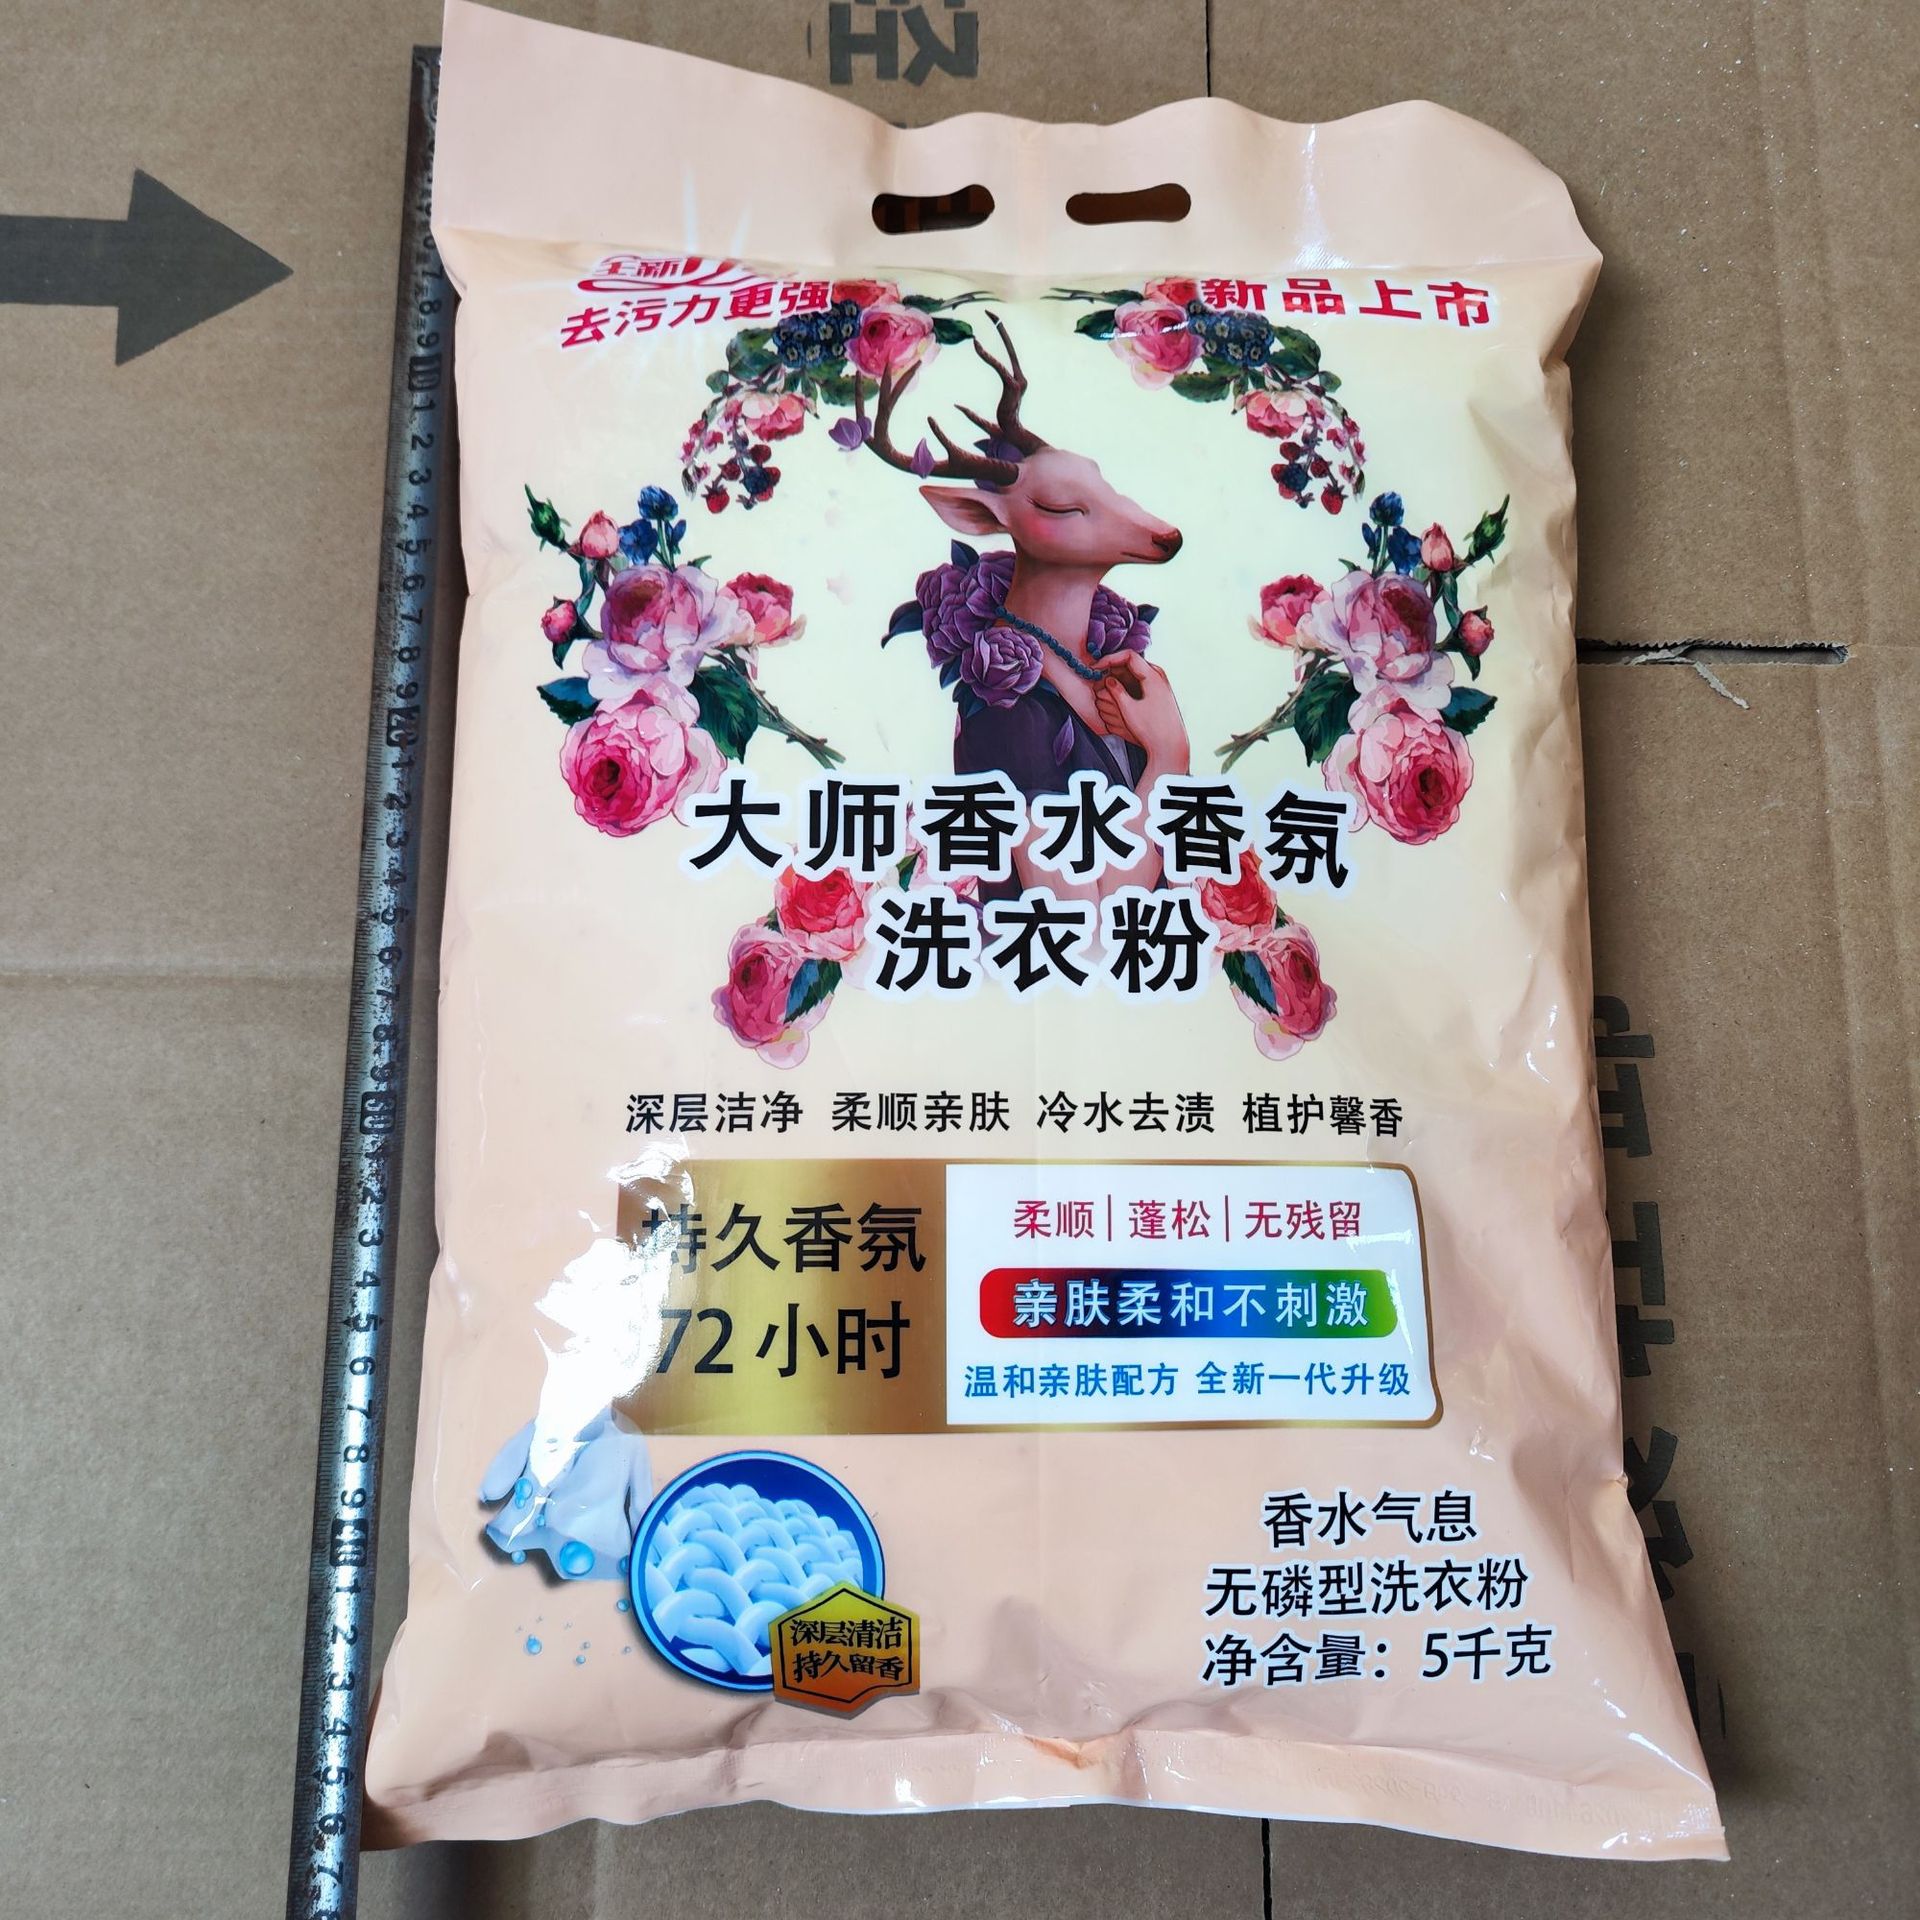 全新
去污力更强
新品上市
大师香水香氛
洗衣粉
深层洁净 柔顺亲肤 冷水去渍 植护馨香
持久香氛
72小时
柔顺|蓬松|无残留
亲肤柔和不刺激
温和亲肤配方 全新一代升级
深层清洁
持久留香
香水气息
无磷型洗衣粉
净含量：5千克